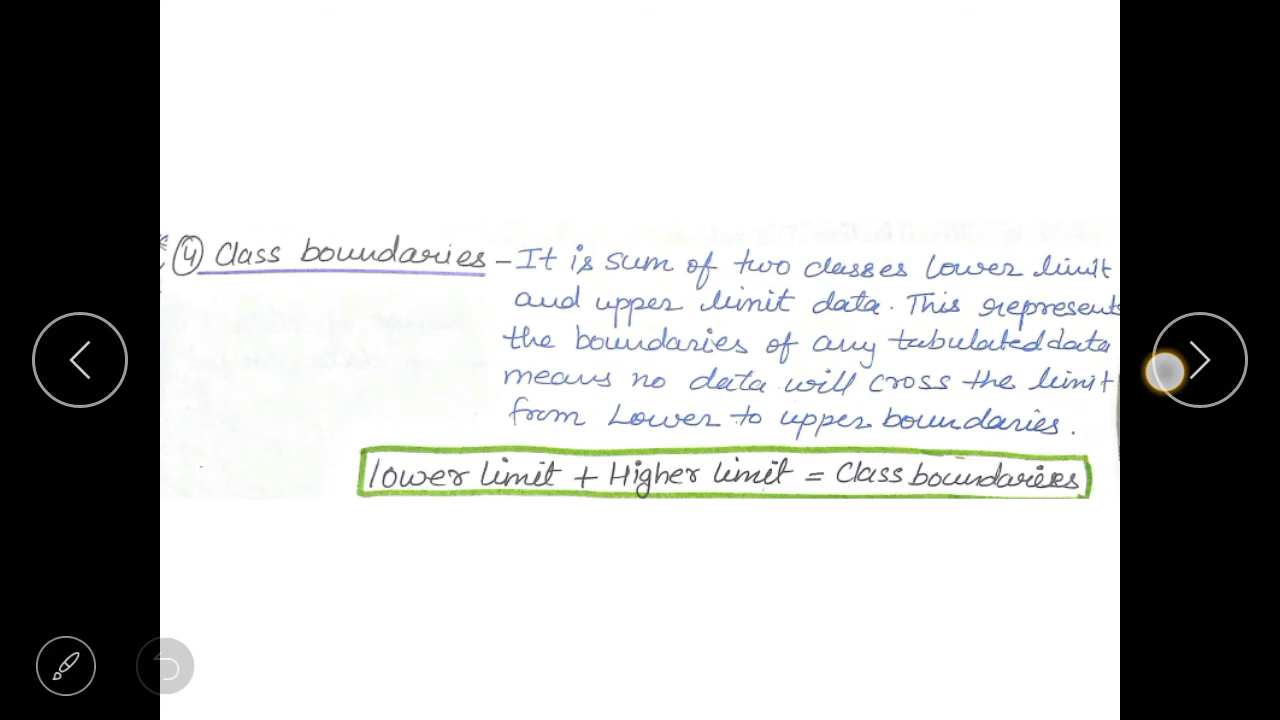 ④ Class boundaries – It is sum of two classes lower limit
and upper limit data. This represents
the boundaries of any tabulated data
means no data will cross the limit
from Lower to upper boundaries.
lower limit + Higher limit = Class boundaries